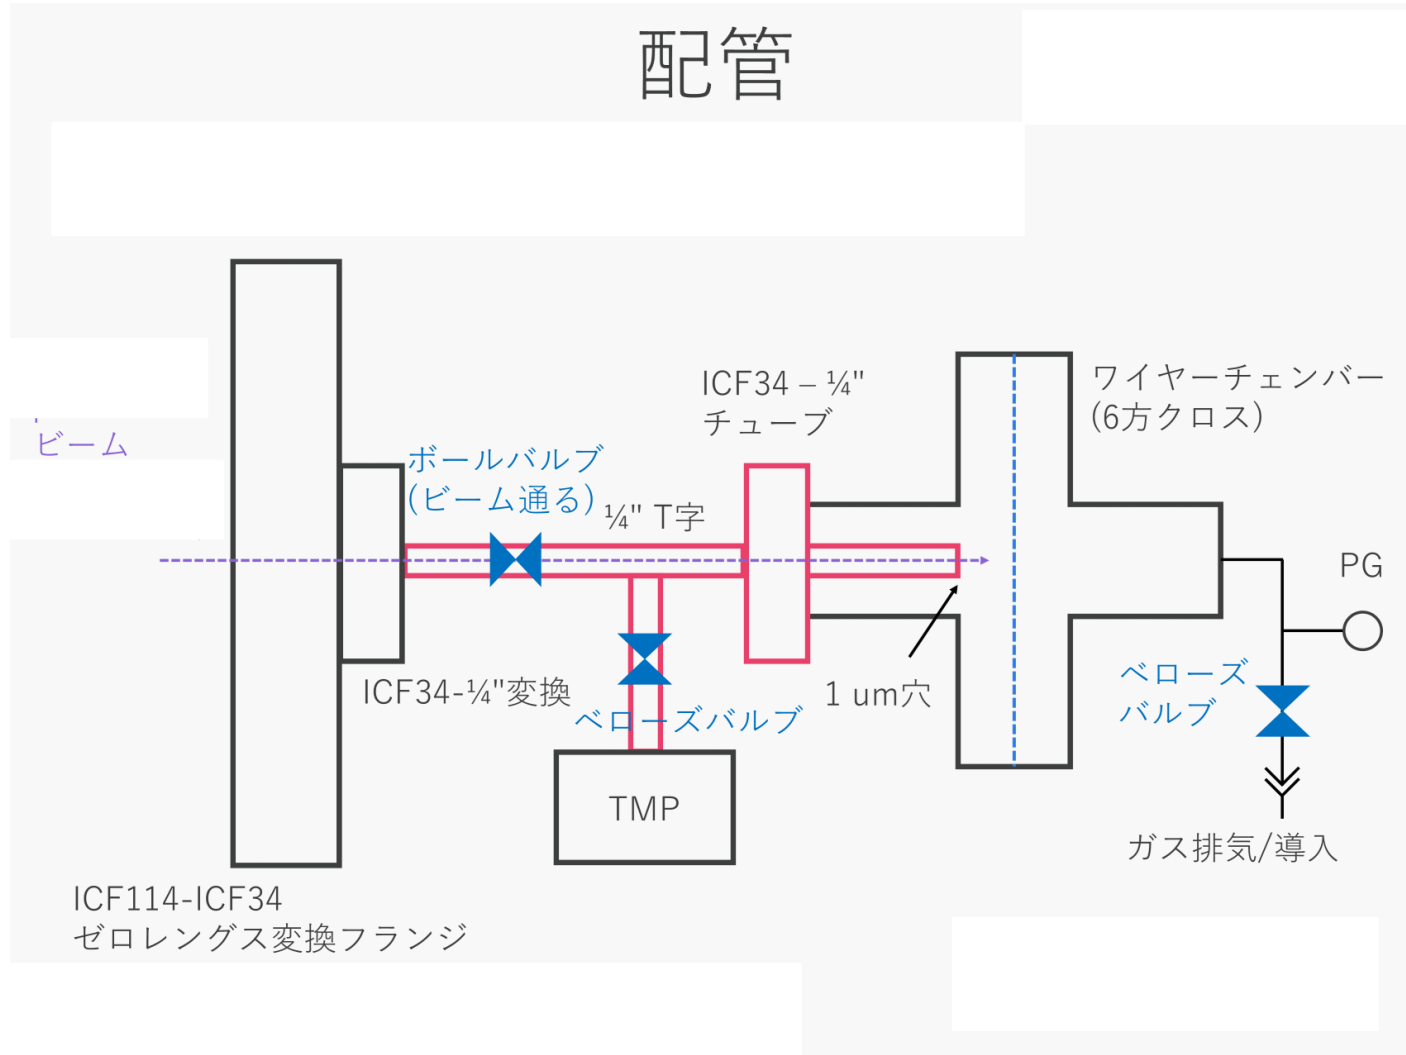 配管
ICF34 – ¼"
チューブ
ワイヤーチェンバー
(6方クロス)
ビーム
ボールバルブ
(ビーム通る)
¼" T字
PG
ICF34-¼"変換
ベローズバルブ
1 um穴
ベローズ
バルブ
TMP
ガス排気/導入
ICF114-ICF34
ゼロレングス変換フランジ